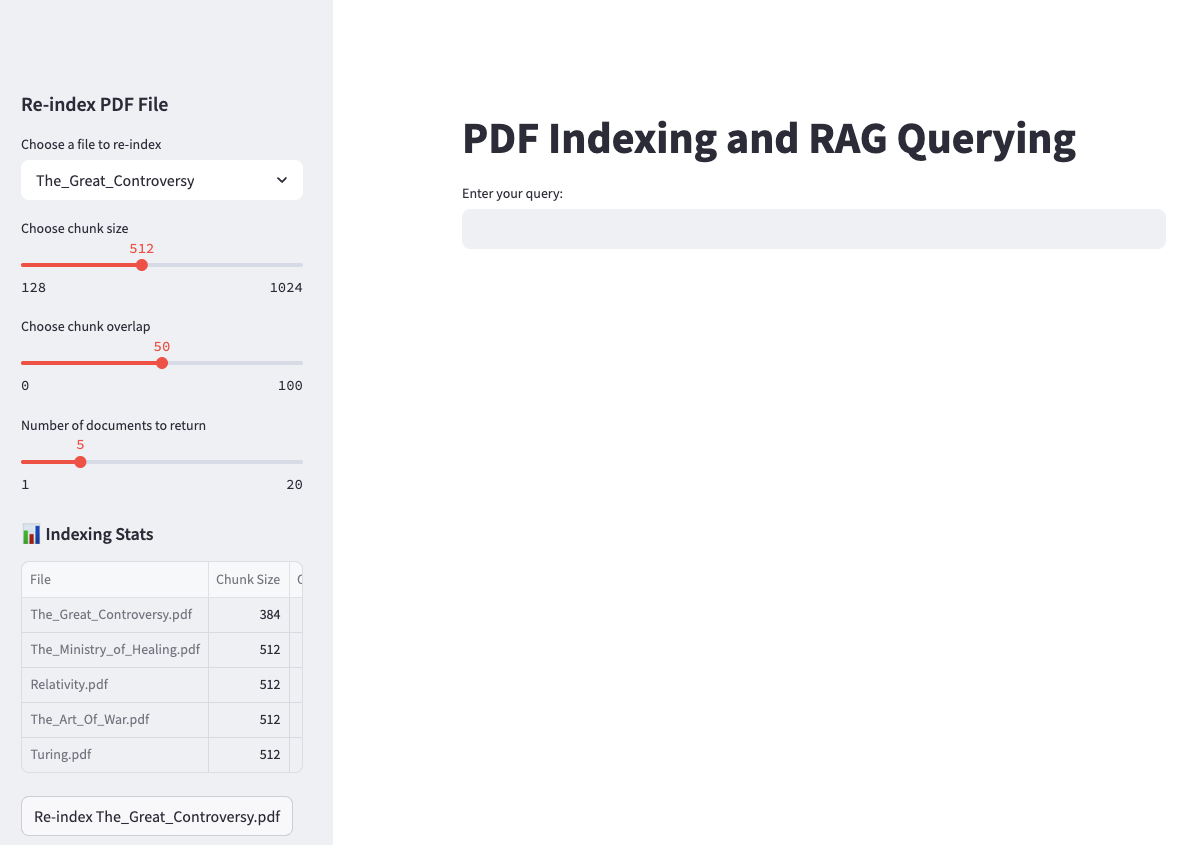 Re-index PDF File
Choose a file to re-index
The_Great_Controversy
Choose chunk size
512
128 1024
Choose chunk overlap
50
0 100
Number of documents to return
5
1 20
📊 Indexing Stats
File Chunk Size
The_Great_Controversy.pdf 384
The_Ministry_of_Healing.pdf 512
Relativity.pdf 512
The_Art_Of_War.pdf 512
Turing.pdf 512
Re-index The_Great_Controversy.pdf
PDF Indexing and RAG Querying
Enter your query: